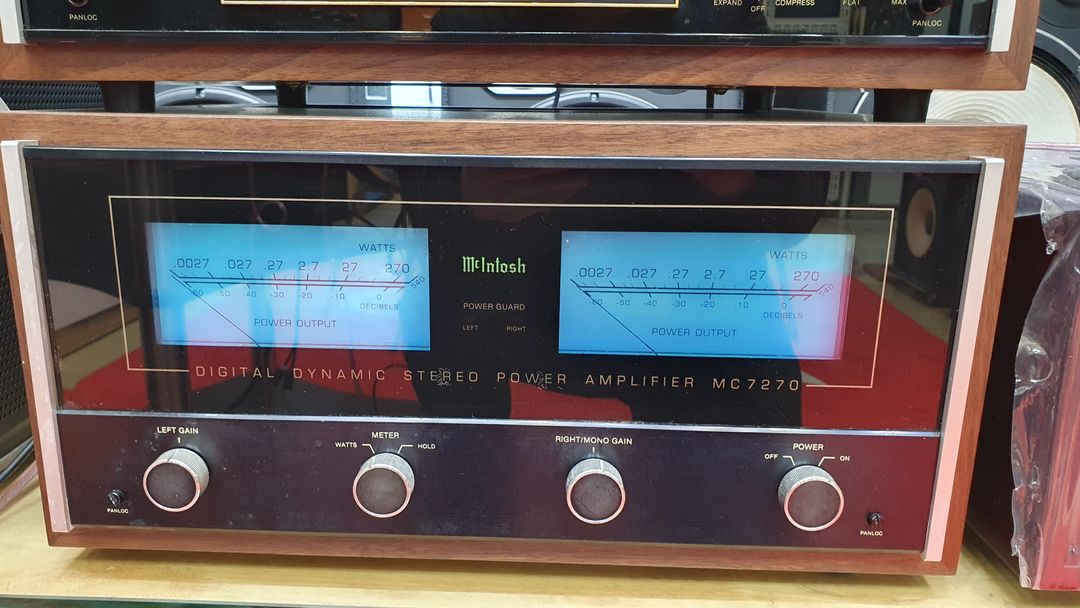 PANLOC
EXPAND OFF COMPRESS FLAT MAX
PANLOC
WATTS
.0027 .027 .27 2.7 27 270
-60 -50 -40 -30 -20 -10 0 540
DECIBELS
POWER OUTPUT
McIntosh
POWER GUARD
LEFT RIGHT
WATTS
.0027 .027 .27 2.7 27 270
-60 -50 -40 -30 -20 -10 0 540
DECIBELS
POWER OUTPUT
DIGITAL DYNAMIC STEREO POWER AMPLIFIER MC7270
LEFT GAIN
METER
WATTS HOLD
RIGHT/MONO GAIN
POWER
OFF ON
PANLOC
PANLOC